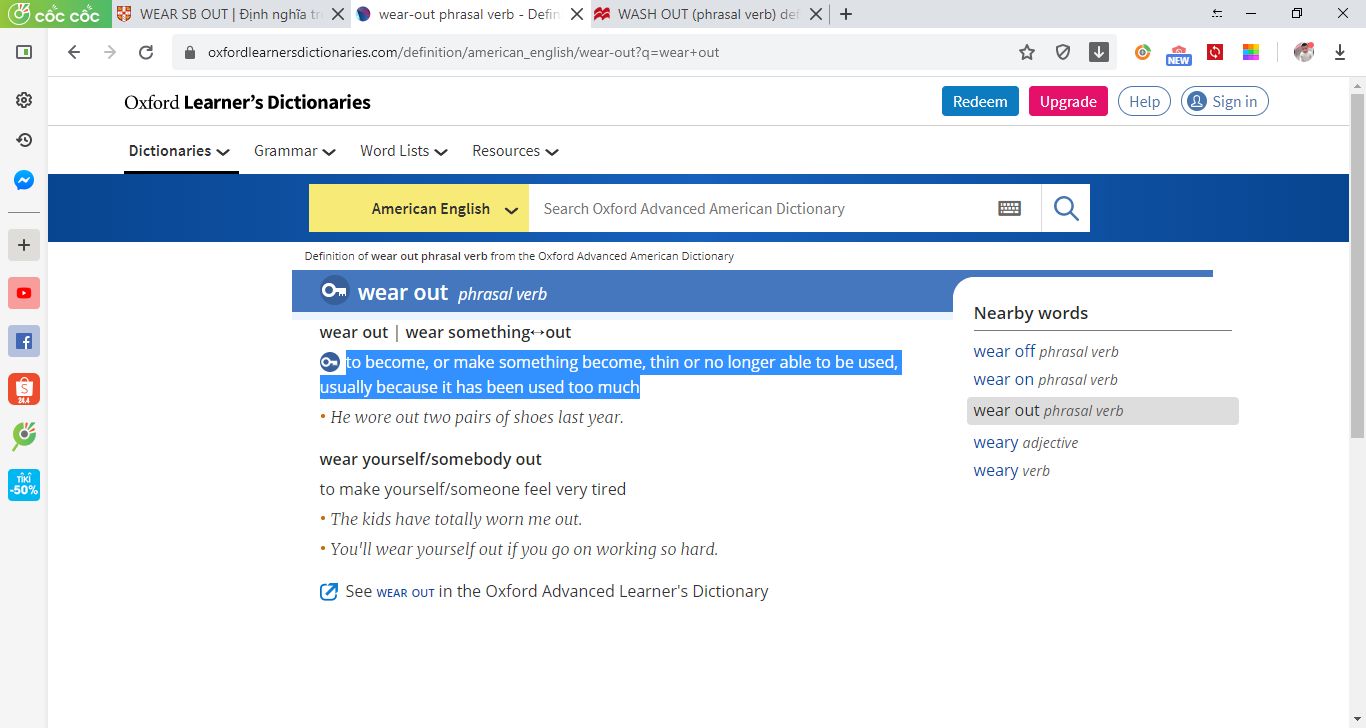 cốc cốc
WEAR SB OUT | Định nghĩa tr
wear-out phrasal verb - Defin
WASH OUT (phrasal verb) def
oxfordlearnersdictionaries.com/definition/american_english/wear-out?q=wear+out
NEW
Oxford Learner's Dictionaries
Redeem
Upgrade
Help
Sign in
Dictionaries
Grammar
Word Lists
Resources
American English
Search Oxford Advanced American Dictionary
Definition of wear out phrasal verb from the Oxford Advanced American Dictionary
wear out phrasal verb
wear out | wear something↔out
to become, or make something become, thin or no longer able to be used,
usually because it has been used too much
• He wore out two pairs of shoes last year.
wear yourself/somebody out
to make yourself/someone feel very tired
• The kids have totally worn me out.
• You'll wear yourself out if you go on working so hard.
See WEAR OUT in the Oxford Advanced Learner's Dictionary
Nearby words
wear off phrasal verb
wear on phrasal verb
wear out phrasal verb
weary adjective
weary verb
24.4
TIKI
-50%